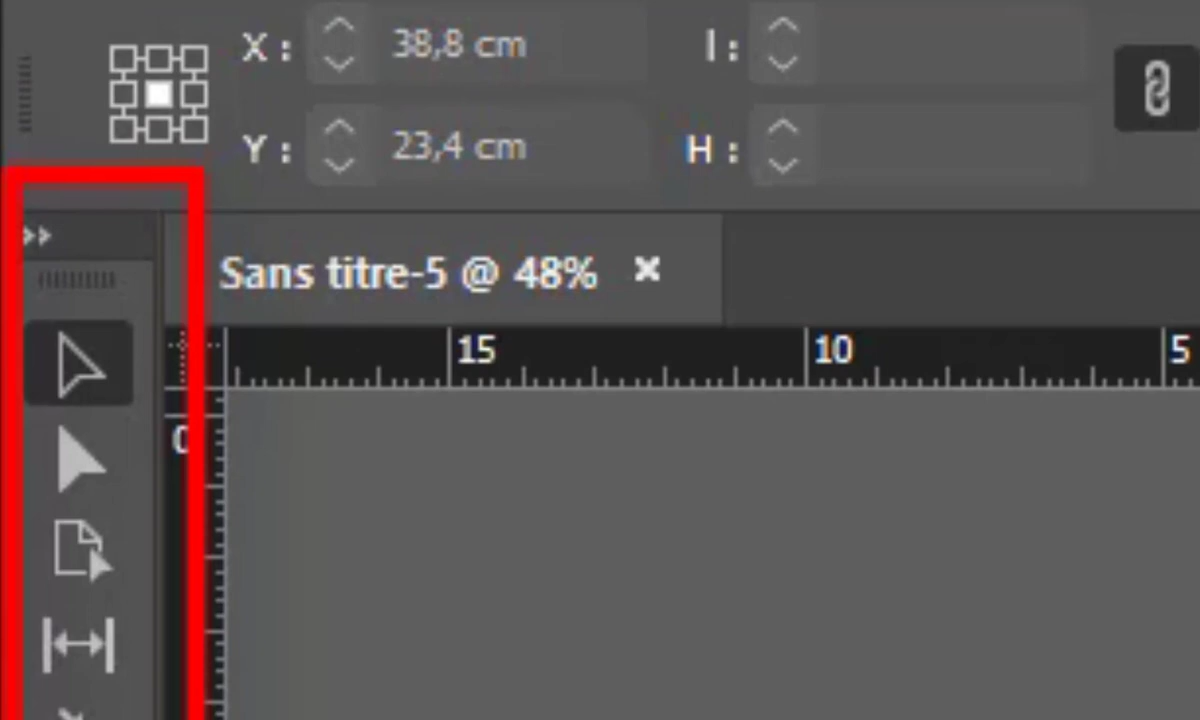 X : 38,8 cm I :
Y : 23,4 cm H :
Sans titre-5 @ 48%
15 10 5
0